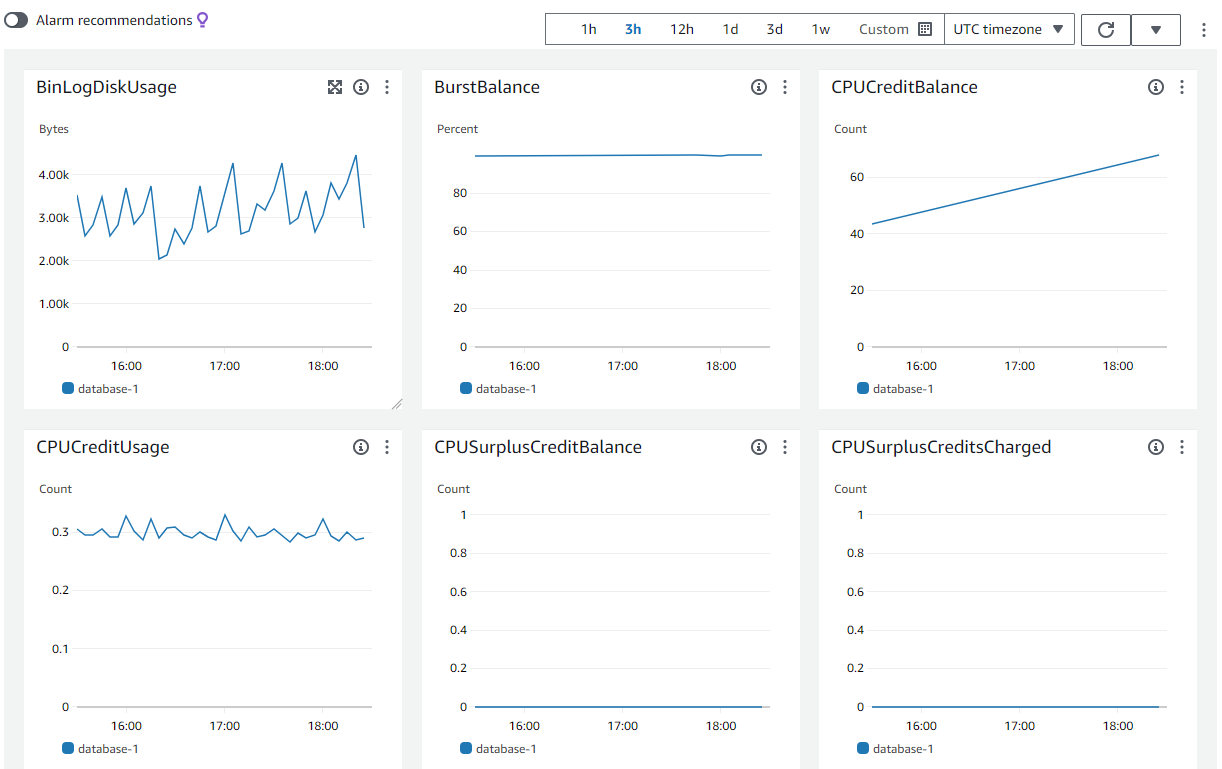 Alarm recommendations
1h 3h 12h 1d 3d 1w Custom UTC timezone
BinLogDiskUsage
Bytes
4.00k
3.00k
2.00k
1.00k
0
16:00 17:00 18:00
database-1
BurstBalance
Percent
80
60
40
20
0
16:00 17:00 18:00
database-1
CPUCreditBalance
Count
60
40
20
0
16:00 17:00 18:00
database-1
CPUCreditUsage
Count
0.3
0.2
0.1
0
16:00 17:00 18:00
database-1
CPUSurplusCreditBalance
Count
1
0.8
0.6
0.4
0.2
0
16:00 17:00 18:00
database-1
CPUSurplusCreditsCharged
Count
1
0.8
0.6
0.4
0.2
0
16:00 17:00 18:00
database-1